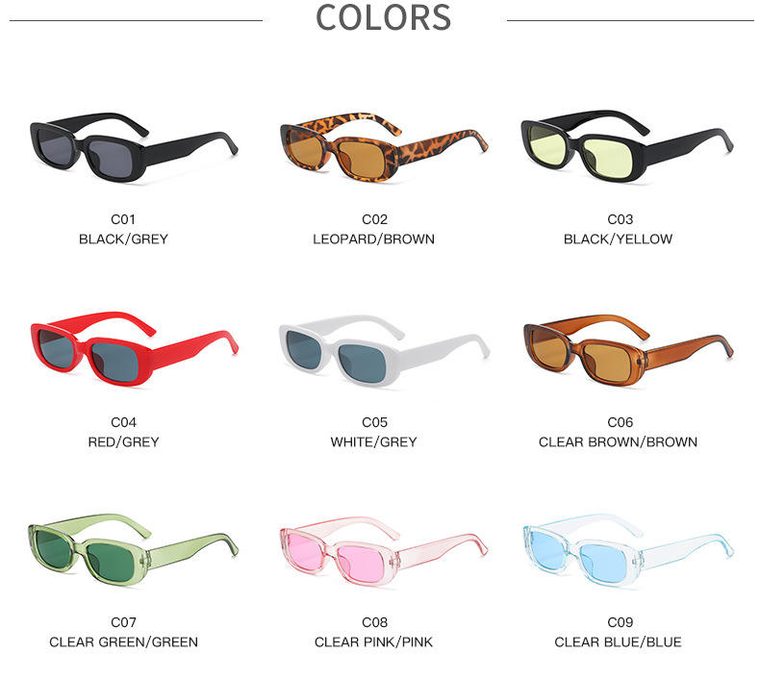 COLORS
C01
BLACK/GREY
C02
LEOPARD/BROWN
C03
BLACK/YELLOW
C04
RED/GREY
C05
WHITE/GREY
C06
CLEAR BROWN/BROWN
C07
CLEAR GREEN/GREEN
C08
CLEAR PINK/PINK
C09
CLEAR BLUE/BLUE